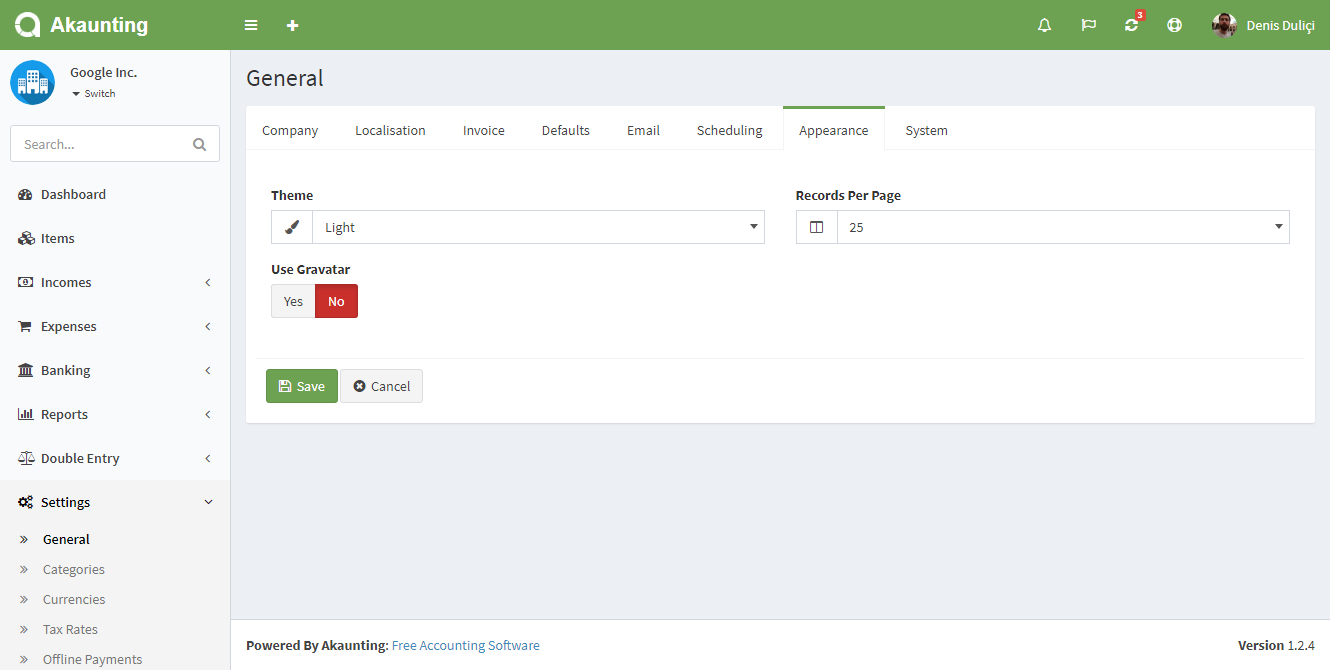 Akaunting
3
Denis Duliçi
Google Inc.
Switch
Search...
Dashboard
Items
Incomes
Expenses
Banking
Reports
Double Entry
Settings
General
Categories
Currencies
Tax Rates
Offline Payments
General
Company Localisation Invoice Defaults Email Scheduling Appearance System
Theme Records Per Page
Light 25
Use Gravatar
Yes No
Save Cancel
Powered By Akaunting: Free Accounting Software Version 1.2.4